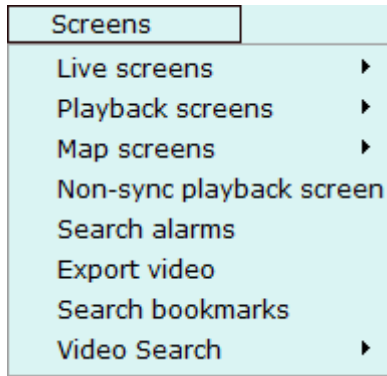 Screens
Live screens
Playback screens
Map screens
Non-sync playback screen
Search alarms
Export video
Search bookmarks
Video Search